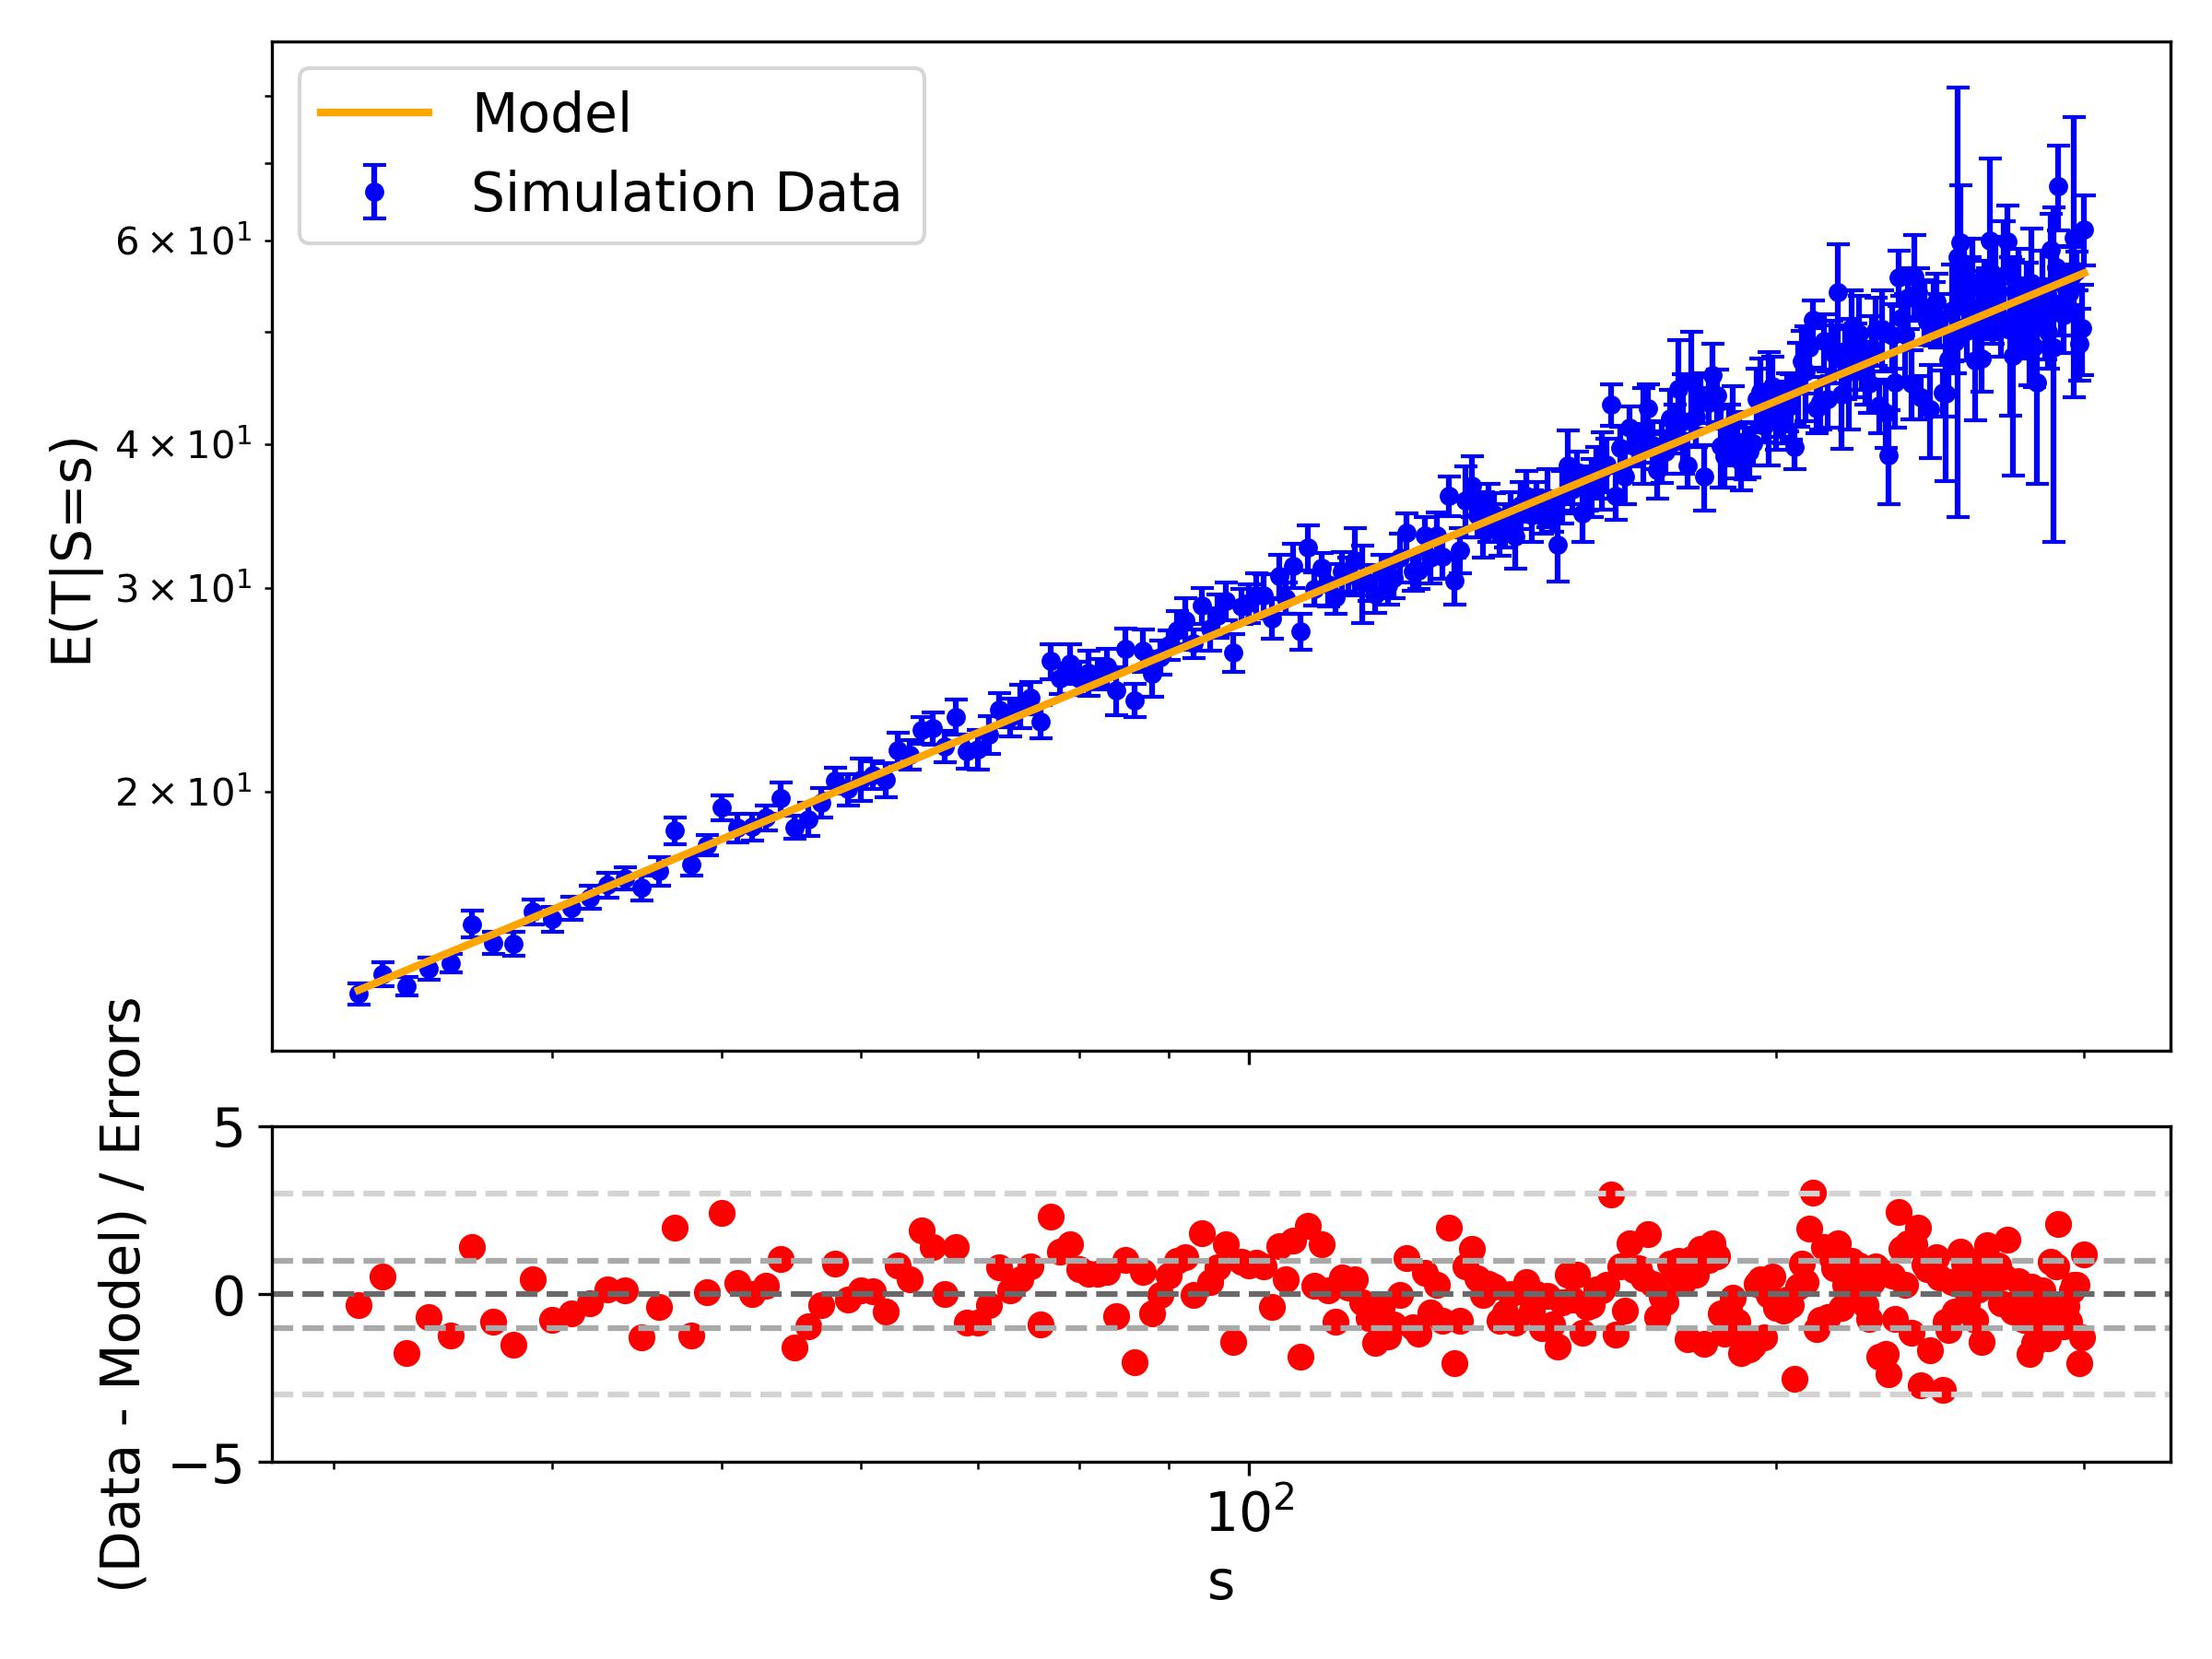 Model
Simulation Data
6 × 10¹
4 × 10¹
3 × 10¹
2 × 10¹
E(T|S=s)
5
0
−5
(Data - Model) / Errors
10²
s